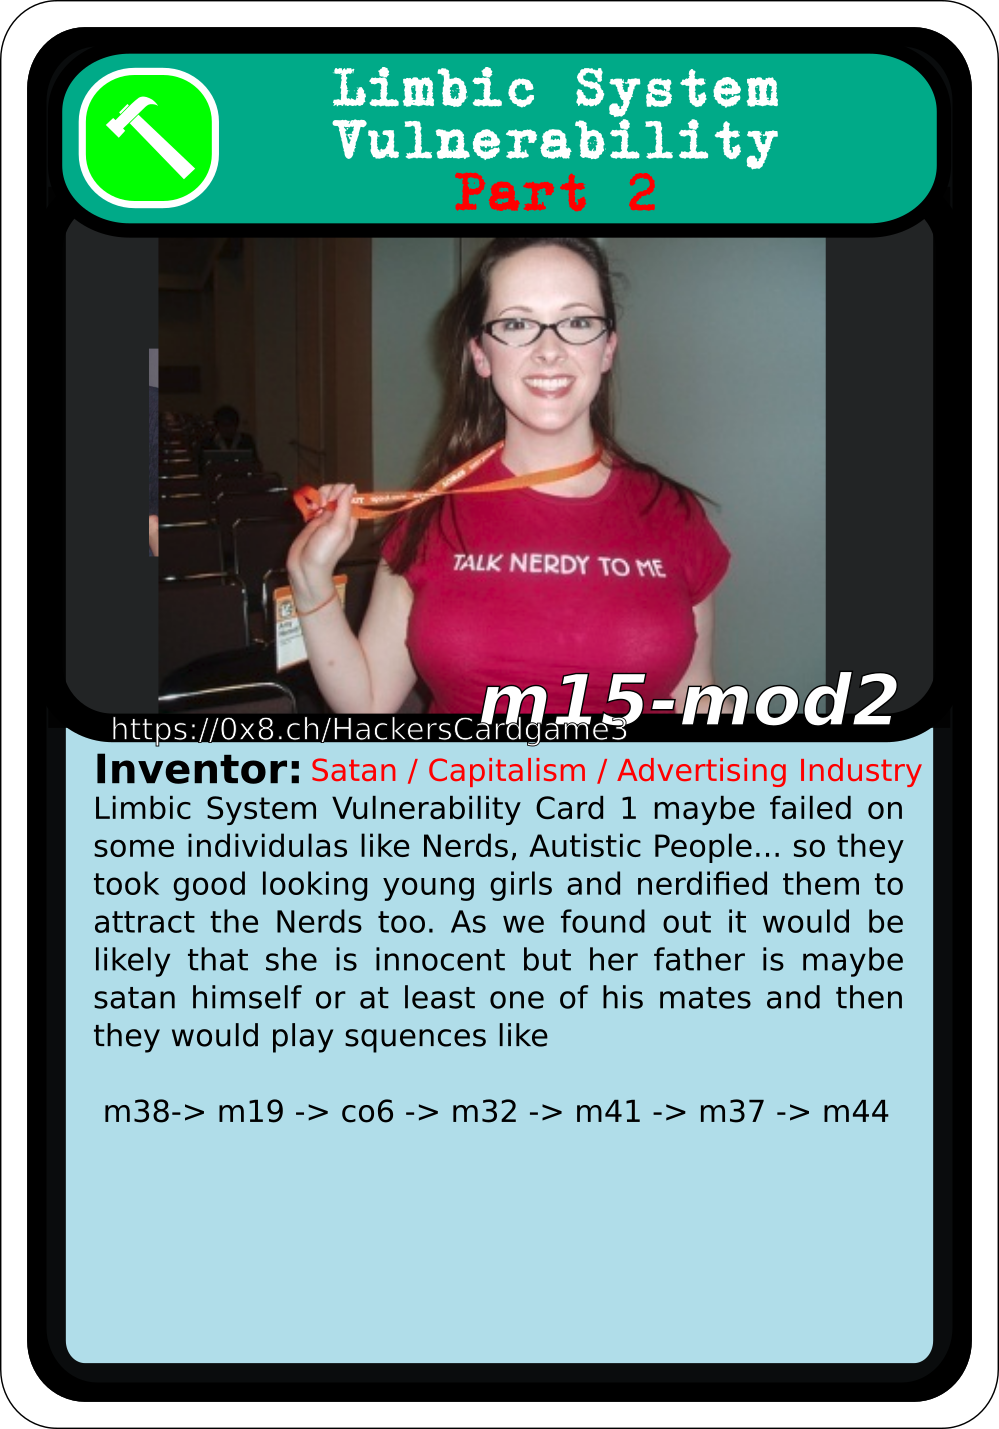 Limbic System
Vulnerability
Part 2
TALK NERDY TO ME
m15-mod2
https://0x8.ch/HackersCardgame3
Inventor: Satan / Capitalism / Advertising Industry
Limbic System Vulnerability Card 1 maybe failed on
some individulas like Nerds, Autistic People... so they
took good looking young girls and nerdified them to
attract the Nerds too. As we found out it would be
likely that she is innocent but her father is maybe
satan himself or at least one of his mates and then
they would play squences like
m38-> m19 -> co6 -> m32 -> m41 -> m37 -> m44